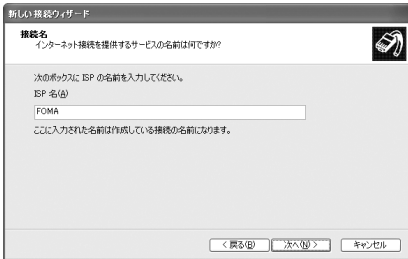 新しい接続ウィザード
接続名
インターネット接続を提供するサービスの名前は何ですか?
次のボックスに ISP の名前を入力してください。
ISP 名(A)
FOMA
ここに入力された名前は作成している接続の名前になります。
< 戻る(B) 次へ(N) > キャンセル